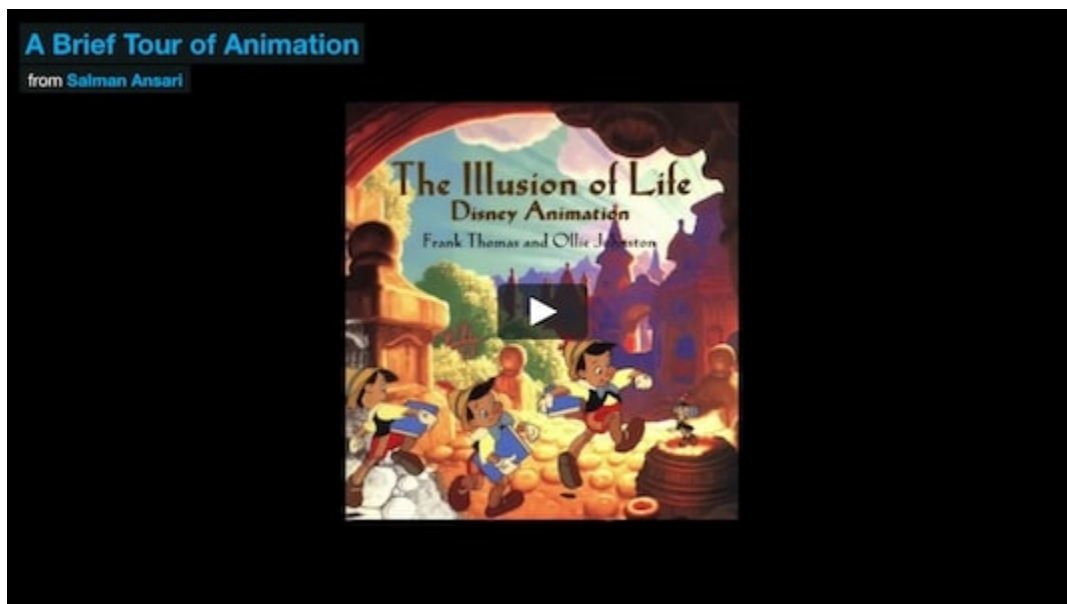 A Brief Tour of Animation
from Salman Ansari
The Illusion of Life
Disney Animation
Frank Thomas and Ollie Johnston